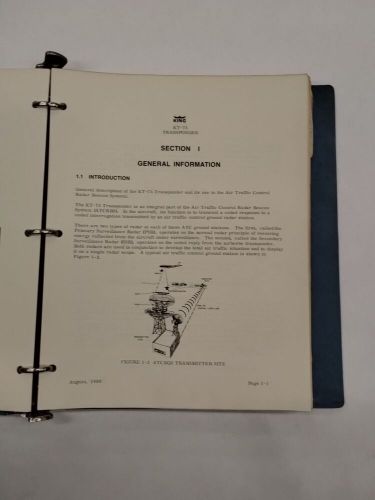 KING
KT-75
TRANSPONDER
SECTION I
GENERAL INFORMATION
1.1 INTRODUCTION
General description of the KT-75 Transponder and its use in the Air Traffic Control
Radar Beacon System.
The KT-75 Transponder is an integral part of the Air Traffic Control Radar Beacon
System (ATCRBS). In the aircraft, its function is to transmit a coded response to a
coded interrogation transmitted by an air traffic control ground station.
There are two types of radar at these ATC ground stations. The first, called the
Primary Surveillance Radar (PSR), operates on the normal radar principle of receiving
energy reflected from the aircraft under surveillance. The second, called the Secondary
Surveillance Radar (SSR), operates on the coded reply from the airborne transponder.
Both radars are used in conjunction to develop the total air traffic situation and to display
it on a single radar scope. A typical air traffic control ground station is shown in
Figure 1-1.
FIGURE 1-1 ATCRBS TRANSMITTER SITE
August, 1969
Page 1-1